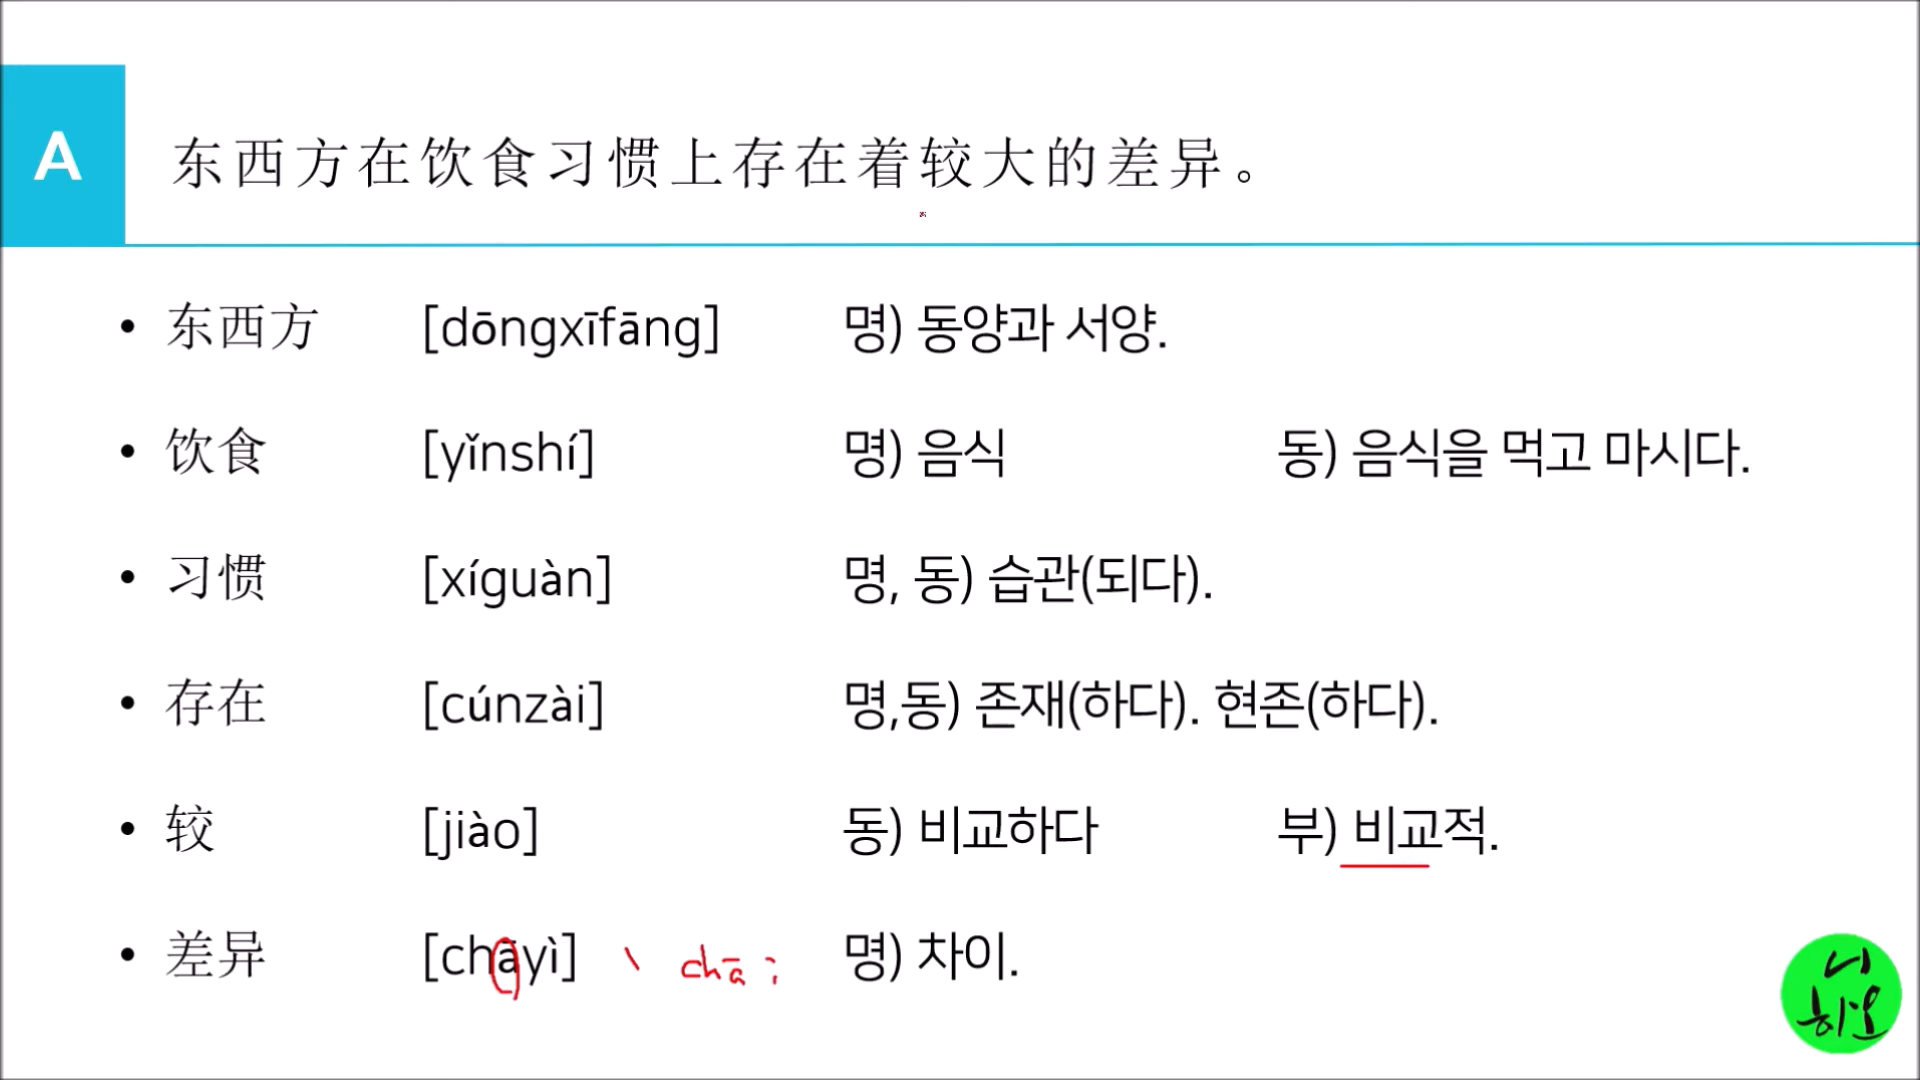 A
东西方在饮食习惯上存在着较大的差异。
• 东西方 [dōngxīfāng] 명) 동양과 서양.
• 饮食 [yǐnshí] 명) 음식 동) 음식을 먹고 마시다.
• 习惯 [xíguàn] 명, 동) 습관(되다).
• 存在 [cúnzài] 명,동) 존재(하다). 현존(하다).
• 较 [jiào] 동) 비교하다 부) 비교적.
• 差异 [chāyì] \ chā i 명) 차이.
니
하오